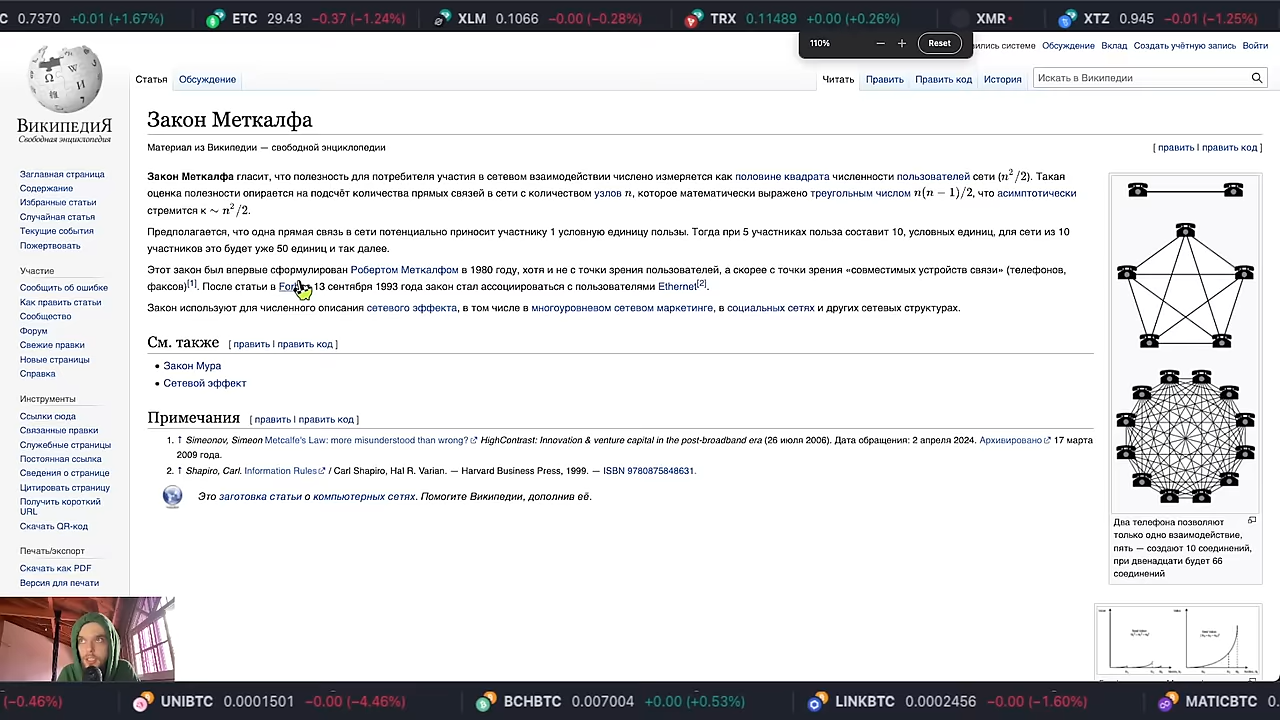 C 0.7370 +0.01 (+1.67%) ETC 29.43 −0.37 (−1.24%) XLM 0.1066 −0.00 (−0.28%) TRX 0.11489 +0.00 (+0.26%) XMR XTZ 0.945 −0.01 (−1.25%)
110% − + Reset
системе Обсуждение Вклад Создать учётную запись Войти
Статья Обсуждение Читать Править Править код История Искать в Википедии
ВИКИПЕДИЯ
Свободная энциклопедия
Заглавная страница
Содержание
Избранные статьи
Случайная статья
Текущие события
Пожертвовать
Участие
Сообщить об ошибке
Как править статьи
Сообщество
Форум
Свежие правки
Новые страницы
Справка
Инструменты
Ссылки сюда
Связанные правки
Служебные страницы
Постоянная ссылка
Сведения о странице
Цитировать страницу
Получить короткий
URL
Скачать QR-код
Печать/экспорт
Скачать как PDF
Версия для печати
Закон Меткалфа
Материал из Википедии — свободной энциклопедии [ править | править код ]
Закон Меткалфа гласит, что полезность для потребителя участия в сетевом взаимодействии числено измеряется как половине квадрата численности пользователей сети (n²/2). Такая
оценка полезности опирается на подсчёт количества прямых связей в сети с количеством узлов n, которое математически выражено треугольным числом n(n − 1)/2, что асимптотически
стремится к ∼ n²/2.
Предполагается, что одна прямая связь в сети потенциально приносит участнику 1 условную единицу пользы. Тогда при 5 участниках польза составит 10, условных единиц, для сети из 10
участников это будет уже 50 единиц и так далее.
Этот закон был впервые сформулирован Робертом Меткалфом в 1980 году, хотя и не с точки зрения пользователей, а скорее с точки зрения «совместимых устройств связи» (телефонов,
факсов)[1]. После статьи в 13 сентября 1993 года закон стал ассоциироваться с пользователями Ethernet[2].
Закон используют для численного описания сетевого эффекта, в том числе в многоуровневом сетевом маркетинге, в социальных сетях и других сетевых структурах.
См. также [ править | править код ]
• Закон Мура
• Сетевой эффект
Примечания [ править | править код ]
1. ↑ Simeonov, Simeon Metcalfe's Law: more misunderstood than wrong? HighContrast: Innovation & venture capital in the post-broadband era (26 июля 2006). Дата обращения: 2 апреля 2024. Архивировано 17 марта
2009 года.
2. ↑ Shapiro, Carl. Information Rules / Carl Shapiro, Hal R. Varian. — Harvard Business Press, 1999. — ISBN 9780875848631.
Это заготовка статьи о компьютерных сетях. Помогите Википедии, дополнив её.
Два телефона позволяют
только одно взаимодействие,
пять — создают 10 соединений,
при двенадцати будет 66
соединений
(−0.46%) UNIBTC 0.0001501 −0.00 (−4.46%) BCHBTC 0.007004 +0.00 (+0.53%) LINKBTC 0.0002456 −0.00 (−1.60%) MATICBTC 0.